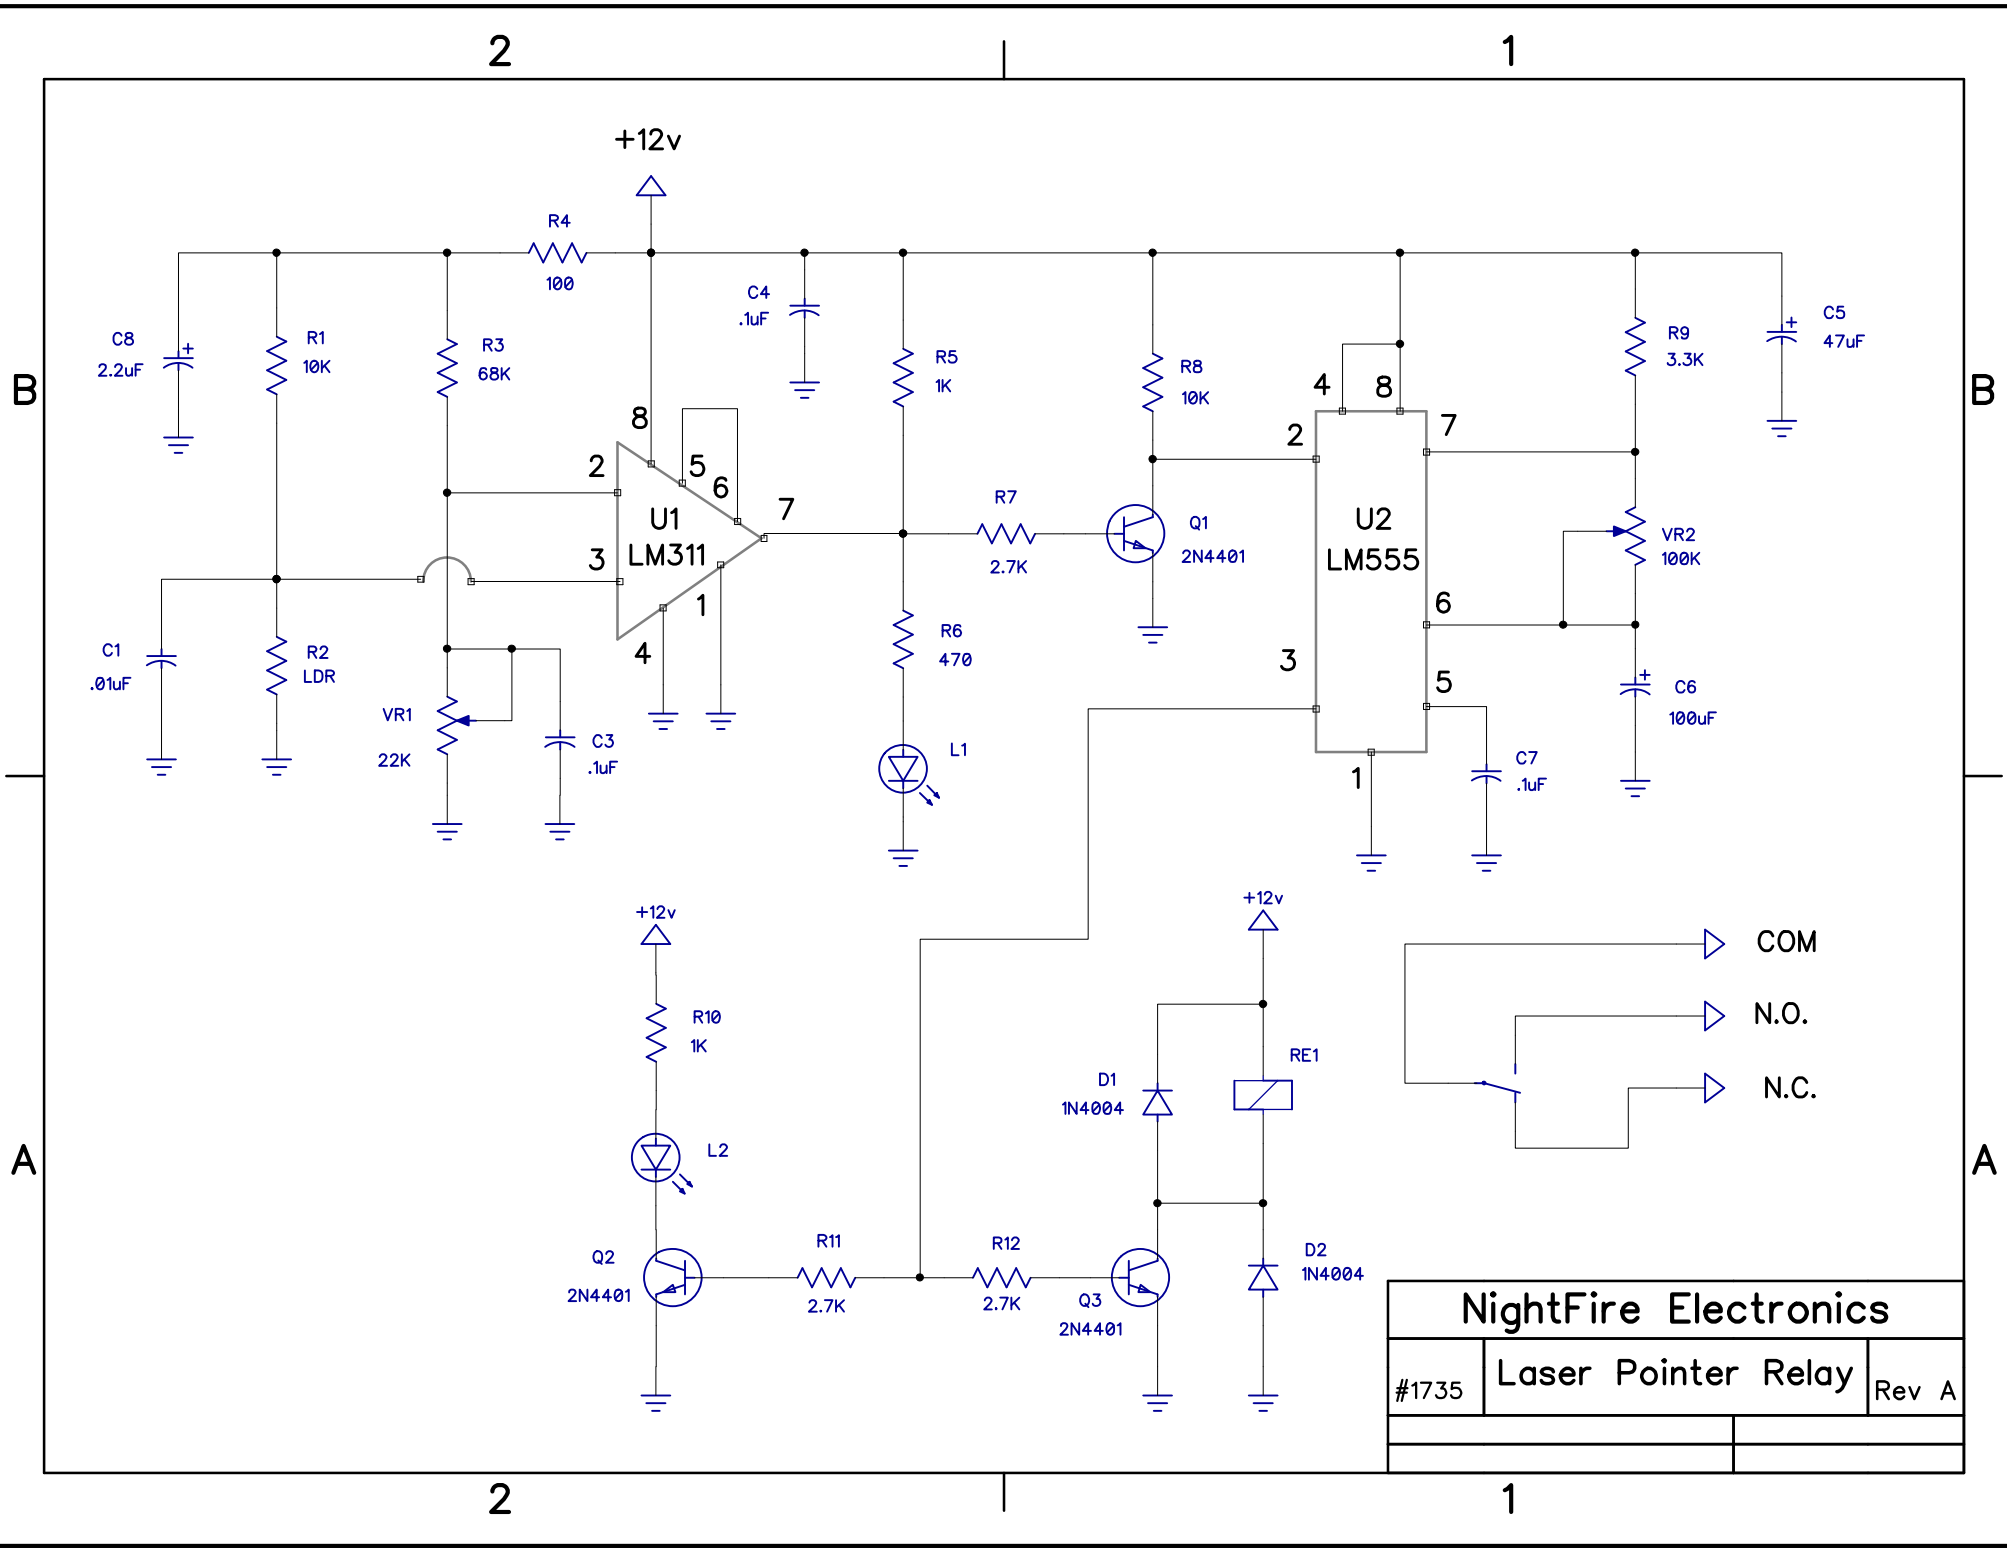 2
1
+12v
R4
100
C4
.1uF
C5
47uF
C8
2.2uF
R1
10K
R3
68K
R5
1K
R8
10K
R9
3.3K
B
B
8
2
5
6
7
3
1
4
U1
LM311
4
8
2
7
6
3
5
1
U2
LM555
R7
2.7K
Q1
2N4401
VR2
100K
C1
.01uF
R2
LDR
R6
470
C6
100uF
VR1
22K
C3
.1uF
L1
C7
.1uF
+12v
+12v
COM
R10
1K
N.O.
RE1
D1
1N4004
N.C.
A
A
L2
Q2
2N4401
R11
2.7K
R12
2.7K
Q3
2N4401
D2
1N4004
NightFire Electronics
#1735
Laser Pointer Relay
Rev A
2
1